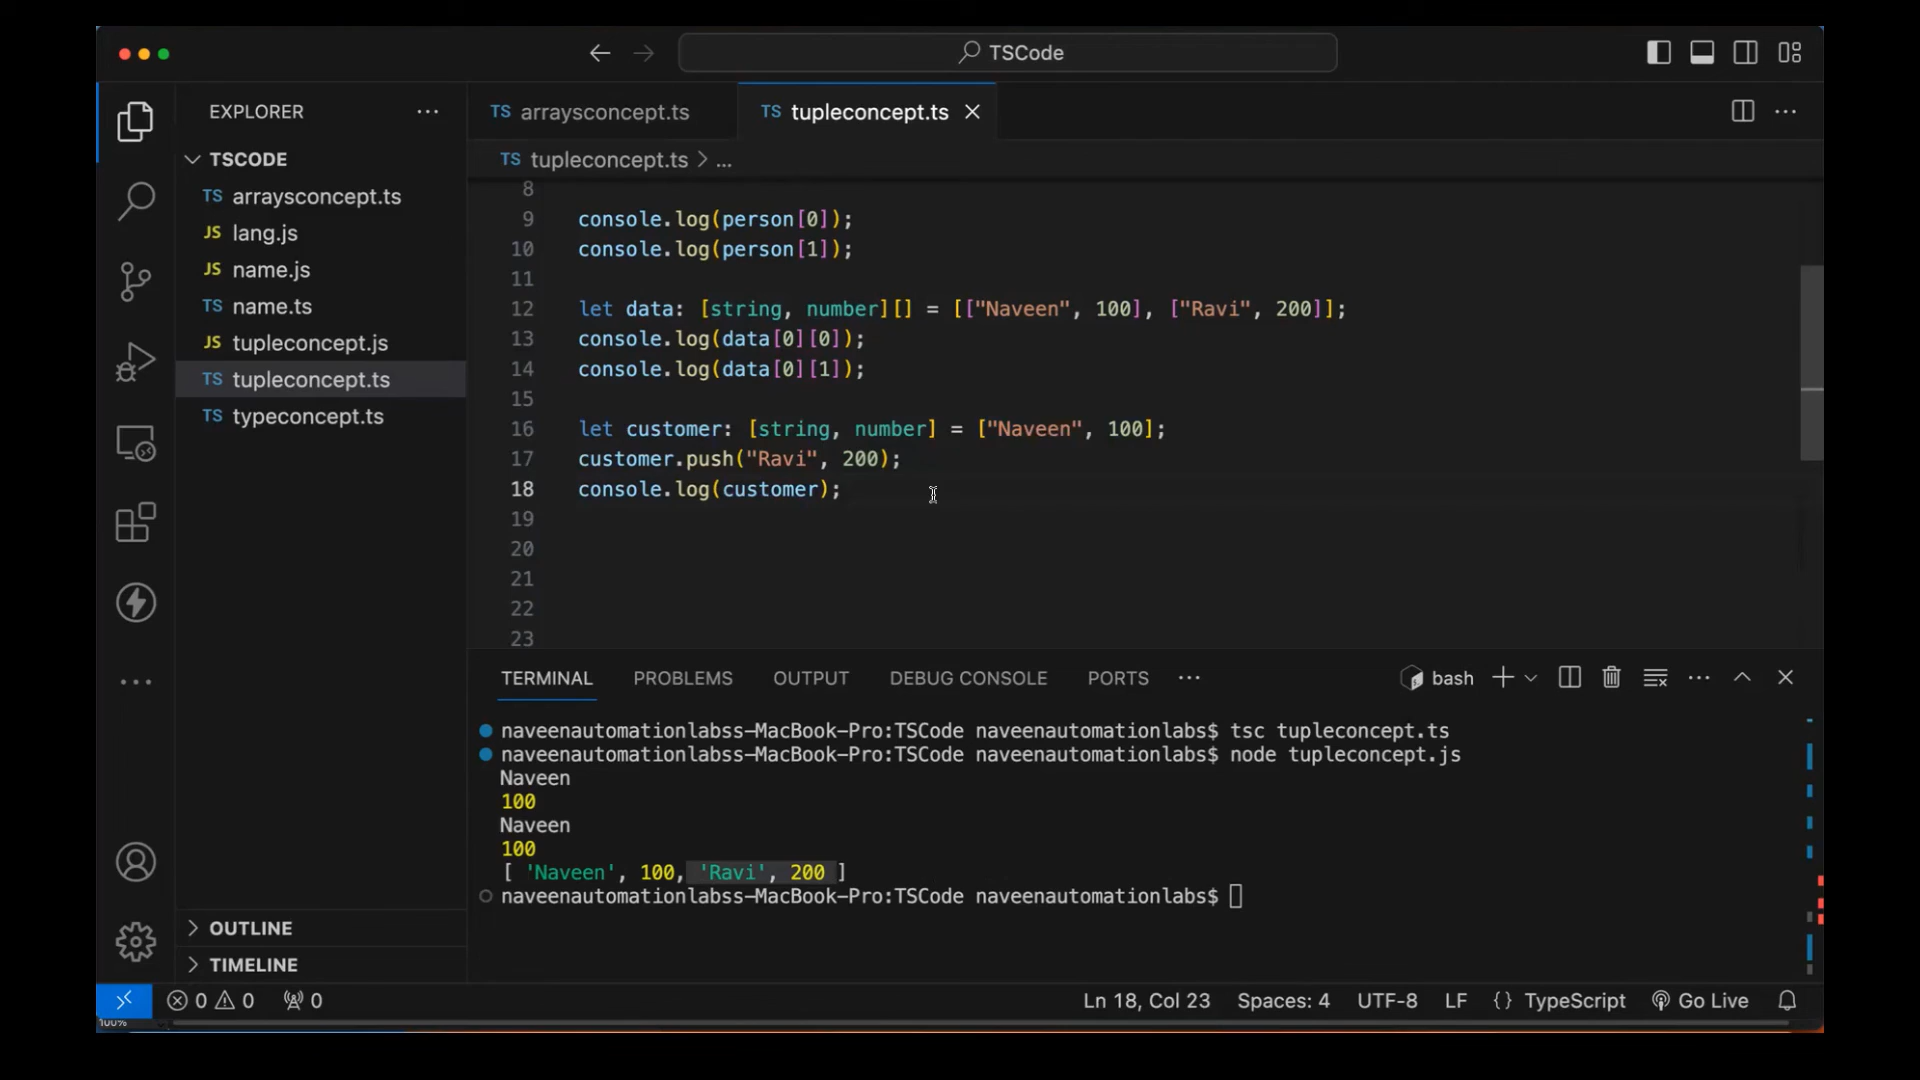 TSCode
EXPLORER
TS arraysconcept.ts
TS tupleconcept.ts
TSCODE
TS tupleconcept.ts > ...
TS arraysconcept.ts
JS lang.js
JS name.js
TS name.ts
JS tupleconcept.js
TS tupleconcept.ts
TS typeconcept.ts
8
9 console.log(person[0]);
10 console.log(person[1]);
11
12 let data: [string, number][] = [["Naveen", 100], ["Ravi", 200]];
13 console.log(data[0][0]);
14 console.log(data[0][1]);
15
16 let customer: [string, number] = ["Naveen", 100];
17 customer.push("Ravi", 200);
18 console.log(customer);
19
20
21
22
23
TERMINAL PROBLEMS OUTPUT DEBUG CONSOLE PORTS bash
naveenautomationlabss-MacBook-Pro:TSCode naveenautomationlabs$ tsc tupleconcept.ts
naveenautomationlabss-MacBook-Pro:TSCode naveenautomationlabs$ node tupleconcept.js
Naveen
100
Naveen
100
[ 'Naveen', 100, 'Ravi', 200 ]
naveenautomationlabss-MacBook-Pro:TSCode naveenautomationlabs$
OUTLINE
TIMELINE
0 0 0 Ln 18, Col 23 Spaces: 4 UTF-8 LF {} TypeScript Go Live
100%